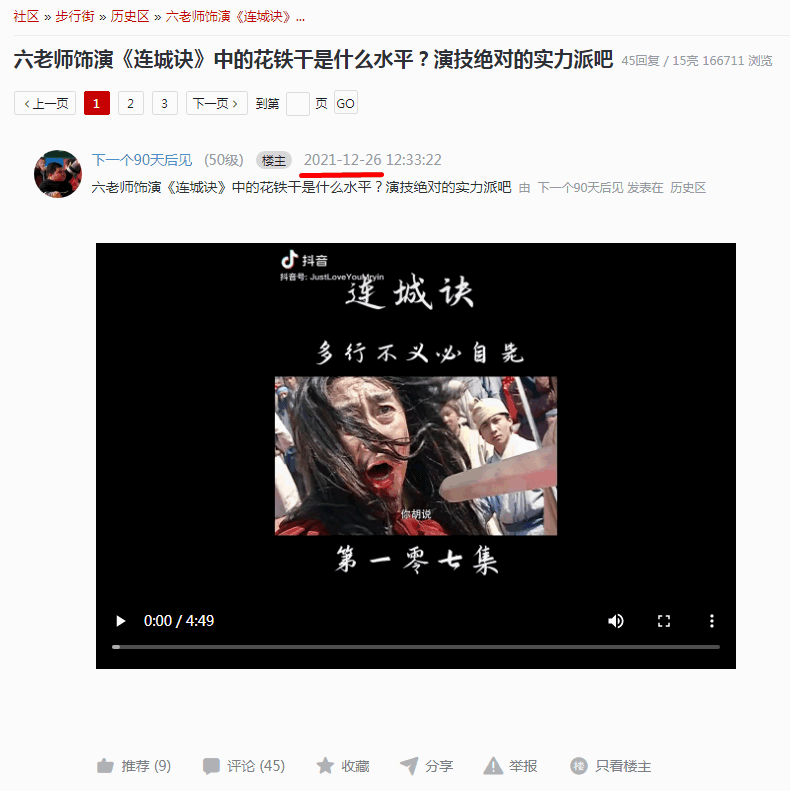 社区 » 步行街 » 历史区 » 六老师饰演《连城诀》...
六老师饰演《连城诀》中的花铁干是什么水平？演技绝对的实力派吧 45回复 / 15亮 166711 浏览
‹上一页 1 2 3 下一页› 到第 页 GO
下一个90天后见 (50级) 楼主 2021-12-26 12:33:22
六老师饰演《连城诀》中的花铁干是什么水平？演技绝对的实力派吧 由 下一个90天后见 发表在 历史区
抖音
抖音号: JustLoveYouMryin
连城诀
多行不义必自毙
你胡说
第一零七集
0:00 / 4:49
推荐 (9) 评论 (45) 收藏 分享 举报 楼 只看楼主